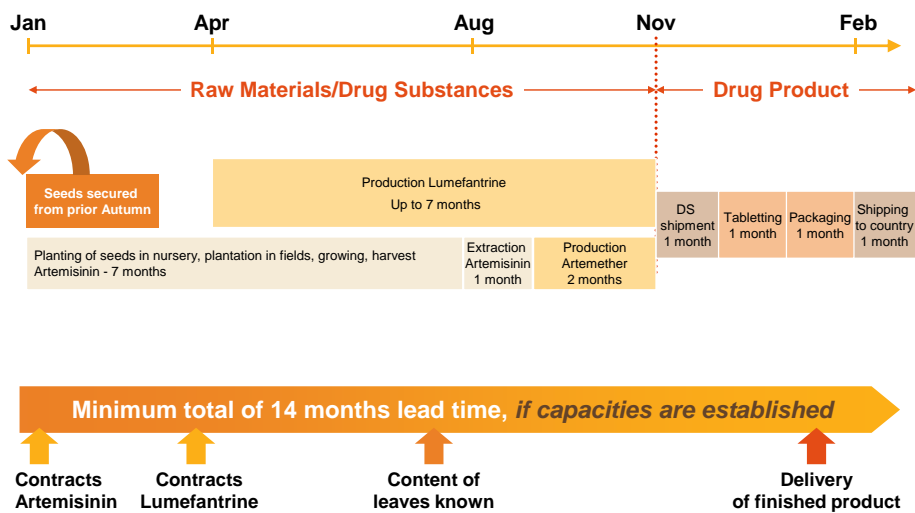 Jan Apr Aug Nov Feb
Raw Materials/Drug Substances Drug Product
Seeds secured
from prior Autumn
Production Lumefantrine
Up to 7 months
DS
shipment
1 month
Tabletting
1 month
Packaging
1 month
Shipping
to country
1 month
Planting of seeds in nursery, plantation in fields, growing, harvest
Artemisinin - 7 months
Extraction
Artemisinin
1 month
Production
Artemether
2 months
Minimum total of 14 months lead time, if capacities are established
Contracts
Artemisinin
Contracts
Lumefantrine
Content of
leaves known
Delivery
of finished product